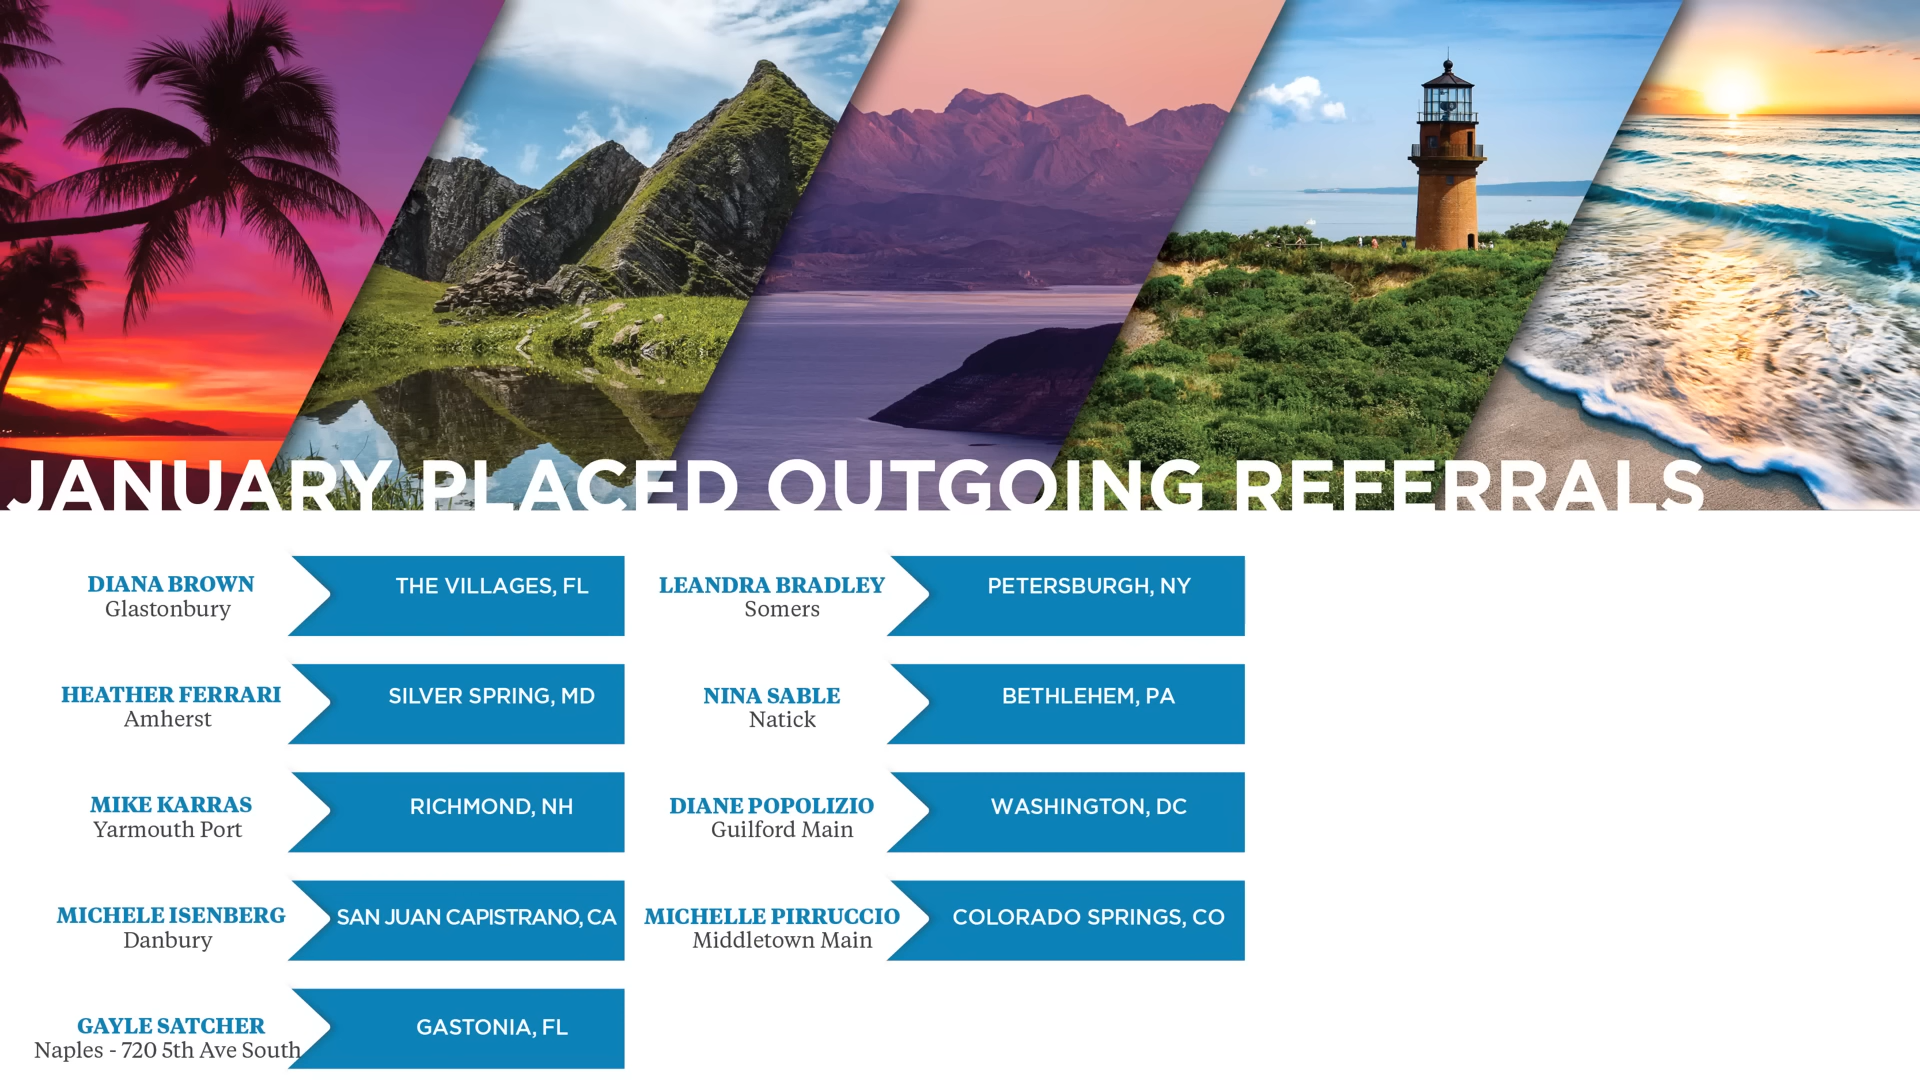 JANUARY PLACED OUTGOING REFERRALS
DIANA BROWN
Glastonbury
THE VILLAGES, FL
HEATHER FERRARI
Amherst
SILVER SPRING, MD
MIKE KARRAS
Yarmouth Port
RICHMOND, NH
MICHELE ISENBERG
Danbury
SAN JUAN CAPISTRANO, CA
GAYLE SATCHER
Naples - 720 5th Ave South
GASTONIA, FL
LEANDRA BRADLEY
Somers
PETERSBURGH, NY
NINA SABLE
Natick
BETHLEHEM, PA
DIANE POPOLIZIO
Guilford Main
WASHINGTON, DC
MICHELLE PIRRUCCIO
Middletown Main
COLORADO SPRINGS, CO